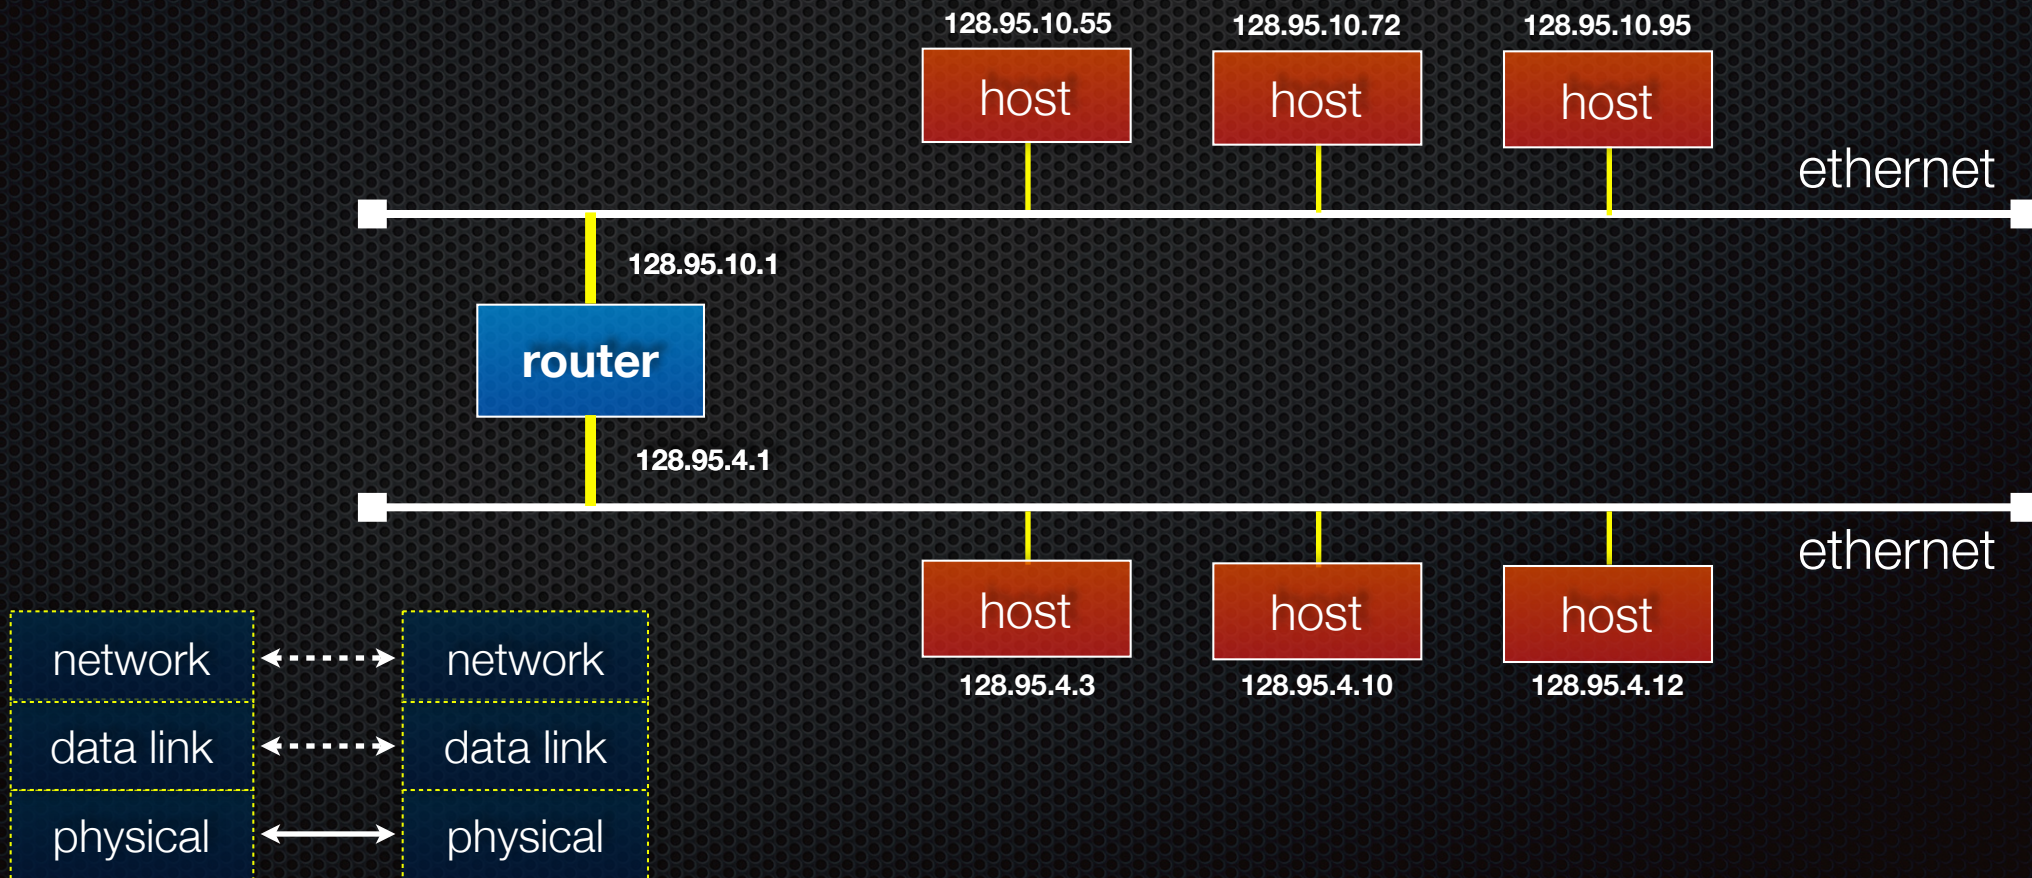 128.95.10.55 128.95.10.72 128.95.10.95
host host host
ethernet
128.95.10.1
router
128.95.4.1
ethernet
host host host
128.95.4.3 128.95.4.10 128.95.4.12
network network
data link data link
physical physical